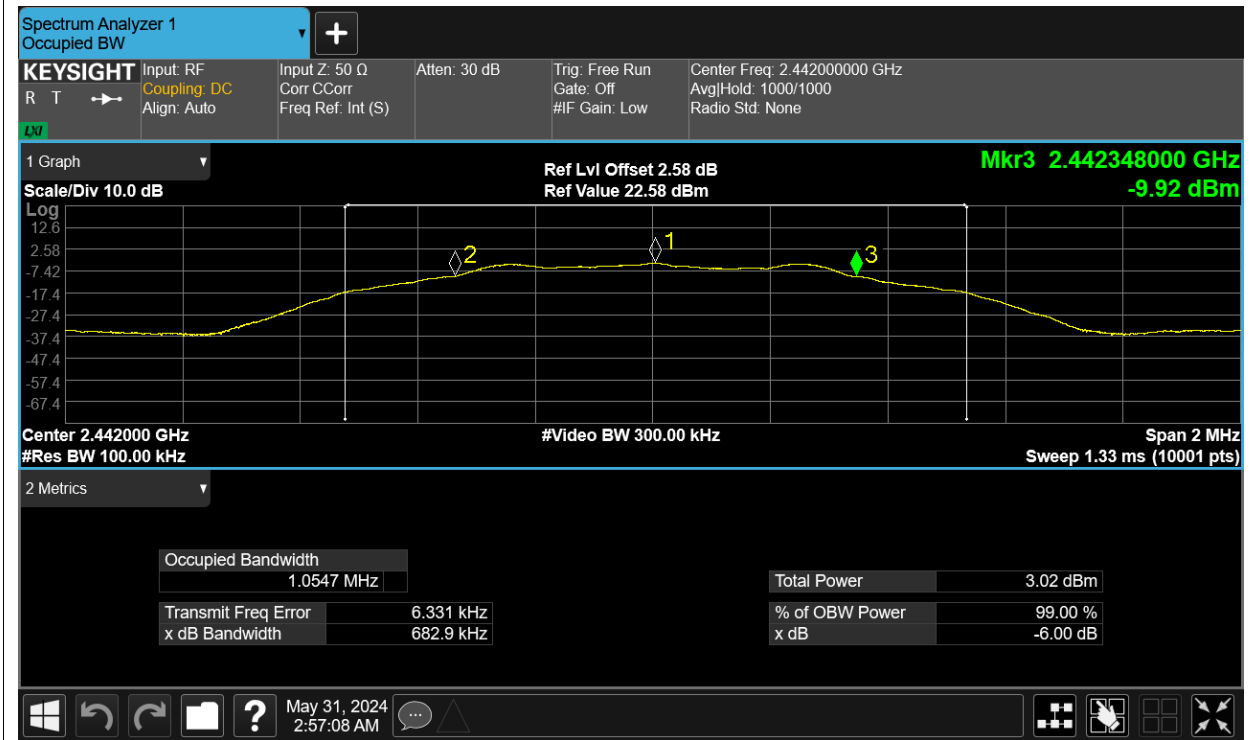 Spectrum Analyzer 1
Occupied BW
KEYSIGHT
R T
LXI
Input: RF
Coupling: DC
Align: Auto
Input Z: 50 Ω
Corr CCorr
Freq Ref: Int (S)
Atten: 30 dB
Trig: Free Run
Gate: Off
#IF Gain: Low
Center Freq: 2.442000000 GHz
Avg|Hold: 1000/1000
Radio Std: None
1 Graph
Scale/Div 10.0 dB
Ref Lvl Offset 2.58 dB
Ref Value 22.58 dBm
Mkr3 2.442348000 GHz
-9.92 dBm
Log
12.6
2.58
-7.42
-17.4
-27.4
-37.4
-47.4
-57.4
-67.4
2
1
3
Center 2.442000 GHz
#Res BW 100.00 kHz
#Video BW 300.00 kHz
Span 2 MHz
Sweep 1.33 ms (10001 pts)
2 Metrics
Occupied Bandwidth
1.0547 MHz
Transmit Freq Error 6.331 kHz
x dB Bandwidth 682.9 kHz
Total Power 3.02 dBm
% of OBW Power 99.00 %
x dB -6.00 dB
?
May 31, 2024
2:57:08 AM